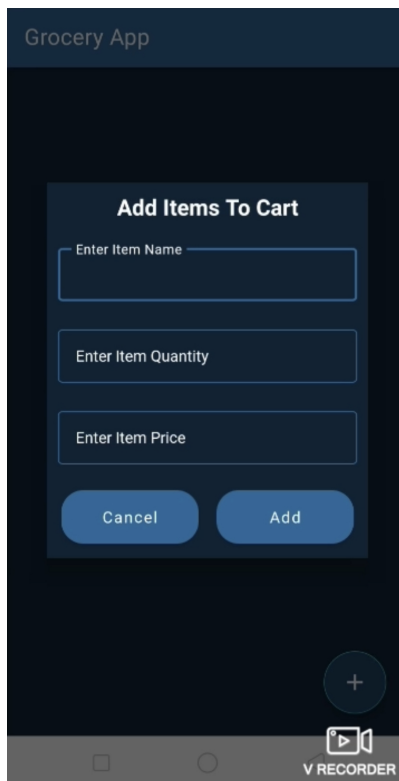 Grocery App
Add Items To Cart
Enter Item Name
Enter Item Quantity
Enter Item Price
Cancel Add
+
V RECORDER